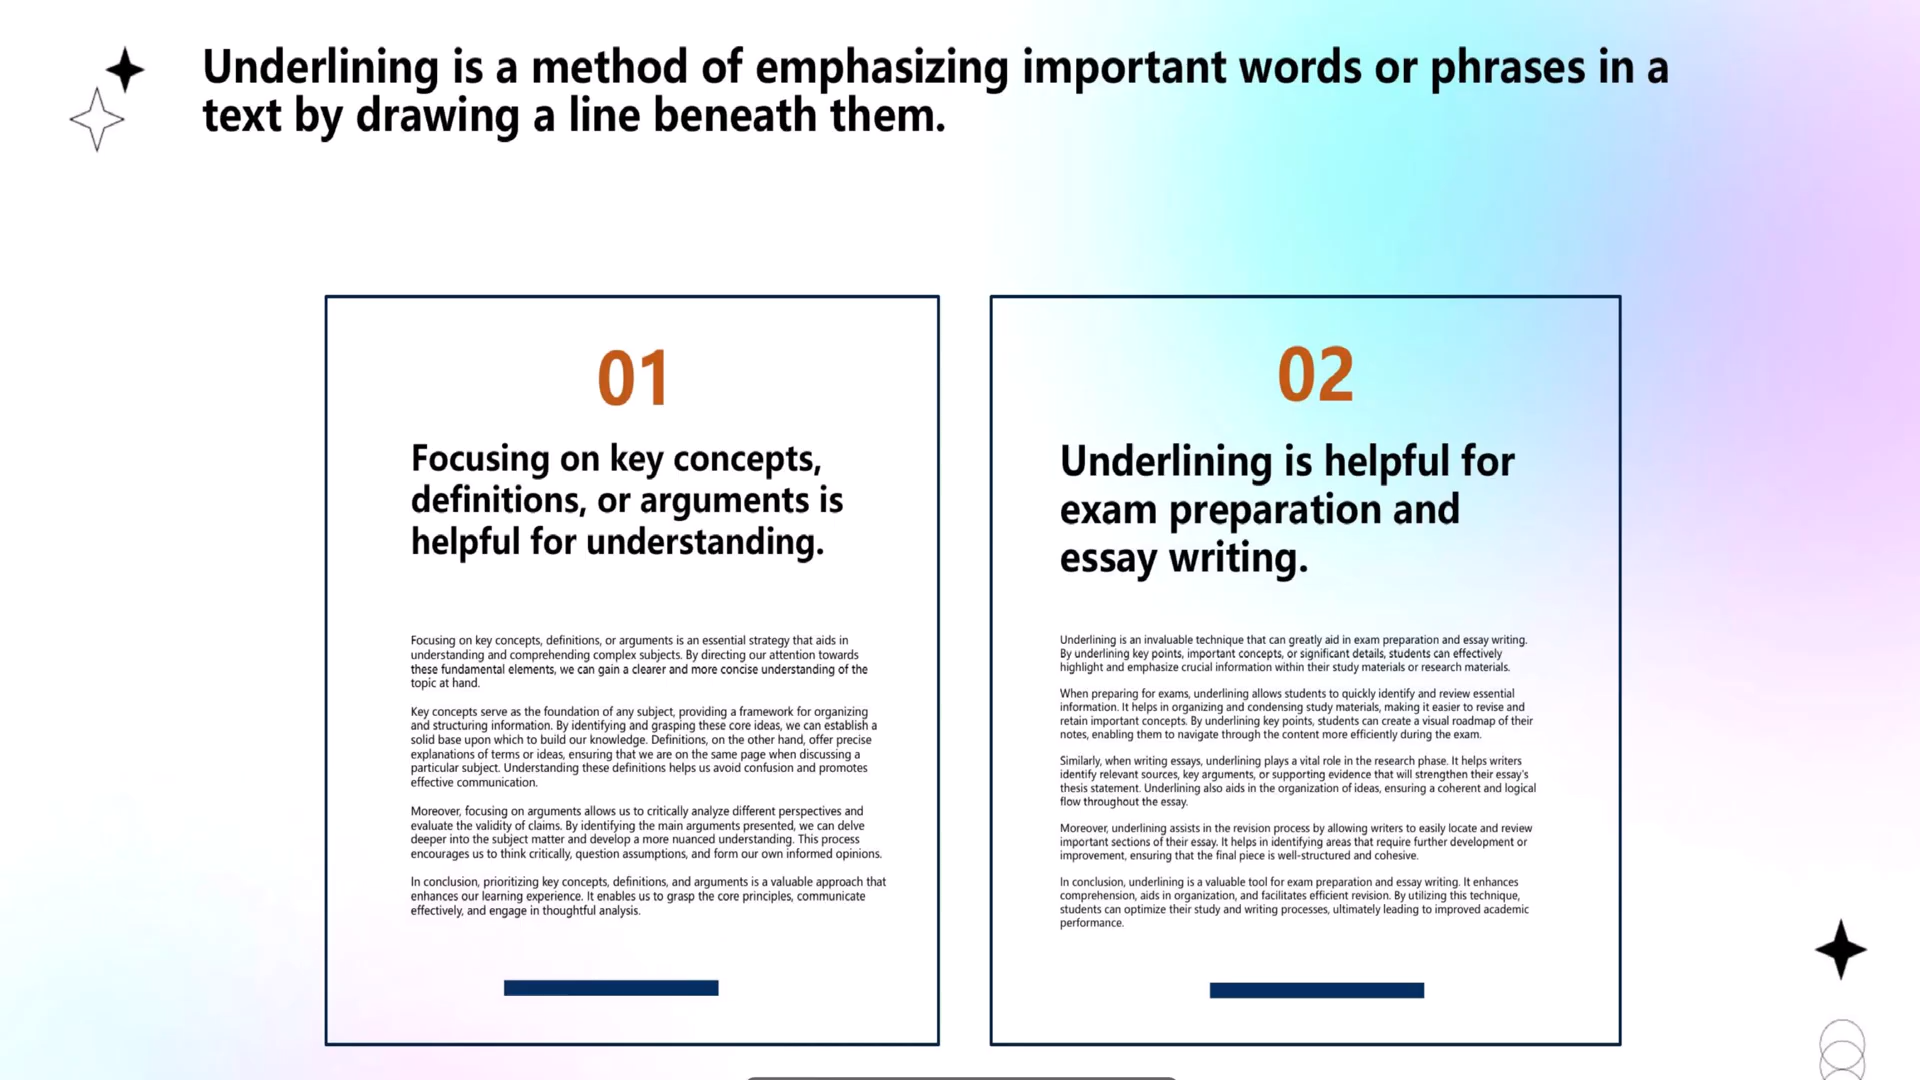 Underlining is a method of emphasizing important words or phrases in a
text by drawing a line beneath them.
01
Focusing on key concepts,
definitions, or arguments is
helpful for understanding.
Focusing on key concepts, definitions, or arguments is an essential strategy that aids in
understanding and comprehending complex subjects. By directing our attention towards
these fundamental elements, we can gain a clearer and more concise understanding of the
topic at hand.
Key concepts serve as the foundation of any subject, providing a framework for organizing
and structuring information. By identifying and grasping these core ideas, we can establish a
solid base upon which to build our knowledge. Definitions, on the other hand, offer precise
explanations of terms or ideas, ensuring that we are on the same page when discussing a
particular subject. Understanding these definitions helps us avoid confusion and promotes
effective communication.
Moreover, focusing on arguments allows us to critically analyze different perspectives and
evaluate the validity of claims. By identifying the main arguments presented, we can delve
deeper into the subject matter and develop a more nuanced understanding. This process
encourages us to think critically, question assumptions, and form our own informed opinions.
In conclusion, prioritizing key concepts, definitions, and arguments is a valuable approach that
enhances our learning experience. It enables us to grasp the core principles, communicate
effectively, and engage in thoughtful analysis.
02
Underlining is helpful for
exam preparation and
essay writing.
Underlining is an invaluable technique that can greatly aid in exam preparation and essay writing.
By underlining key points, important concepts, or significant details, students can effectively
highlight and emphasize crucial information within their study materials or research materials.
When preparing for exams, underlining allows students to quickly identify and review essential
information. It helps in organizing and condensing study materials, making it easier to revise and
retain important concepts. By underlining key points, students can create a visual roadmap of their
notes, enabling them to navigate through the content more efficiently during the exam.
Similarly, when writing essays, underlining plays a vital role in the research phase. It helps writers
identify relevant sources, key arguments, or supporting evidence that will strengthen their essay's
thesis statement. Underlining also aids in the organization of ideas, ensuring a coherent and logical
flow throughout the essay.
Moreover, underlining assists in the revision process by allowing writers to easily locate and review
important sections of their essay. It helps in identifying areas that require further development or
improvement, ensuring that the final piece is well-structured and cohesive.
In conclusion, underlining is a valuable tool for exam preparation and essay writing. It enhances
comprehension, aids in organization, and facilitates efficient revision. By utilizing this technique,
students can optimize their study and writing processes, ultimately leading to improved academic
performance.